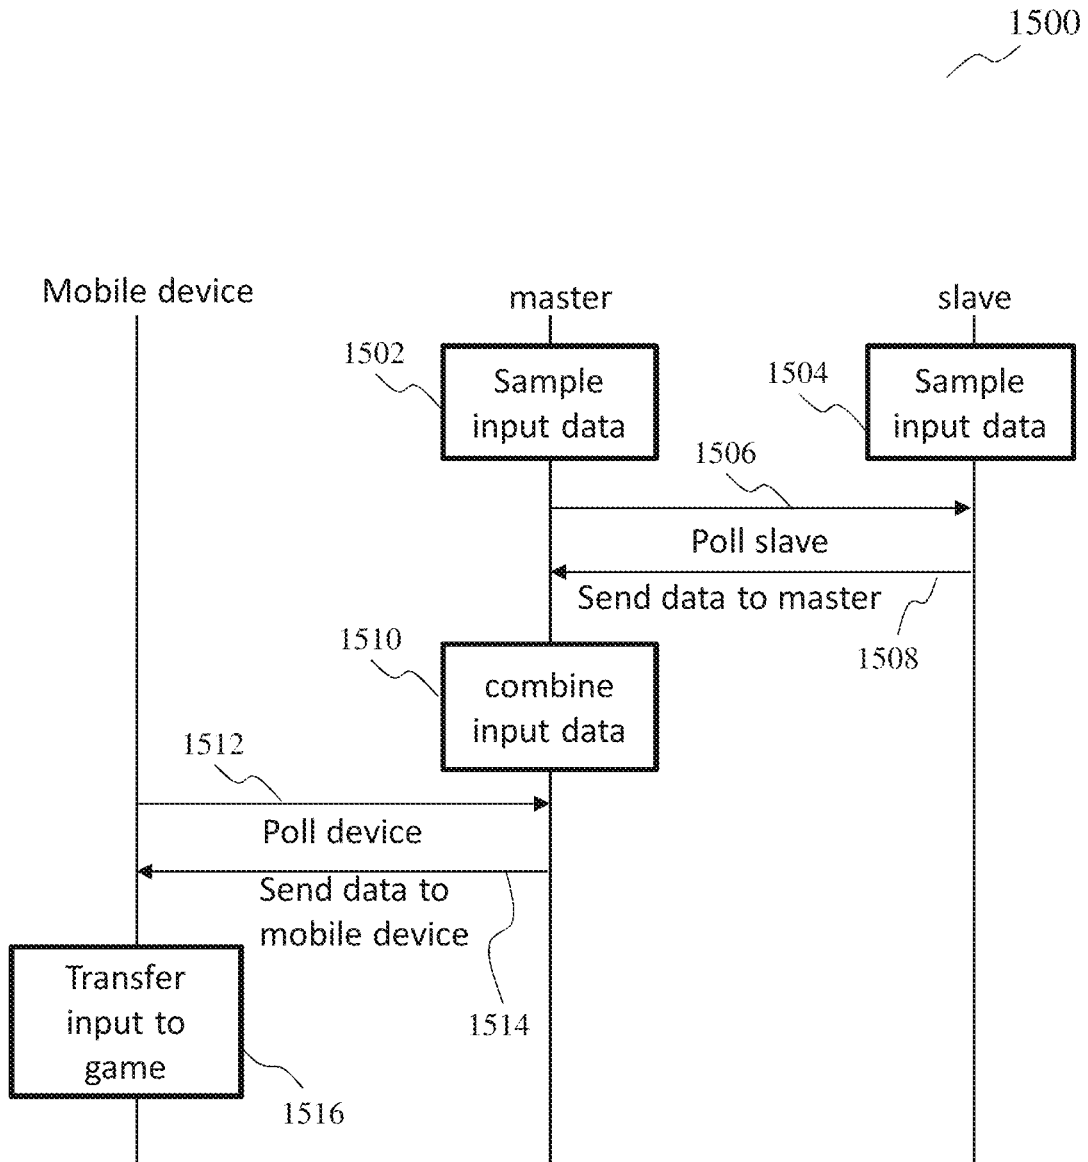 1500
Mobile device
master
slave
1502
Sample
input data
1504
Sample
input data
1506
Poll slave
Send data to master
1508
1510
combine
input data
1512
Poll device
Send data to
mobile device
1514
Transfer
input to
game
1516